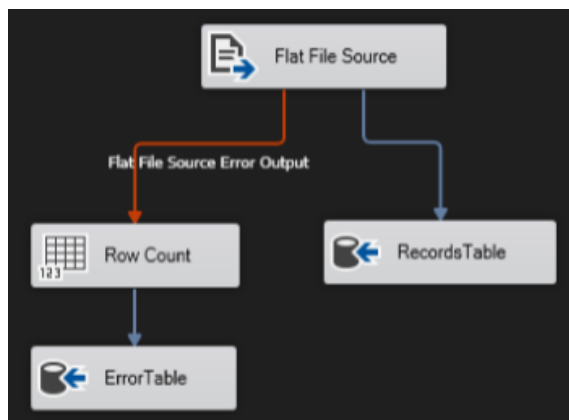 Flat File Source
Flat File Source Error Output
Row Count
123
RecordsTable
ErrorTable